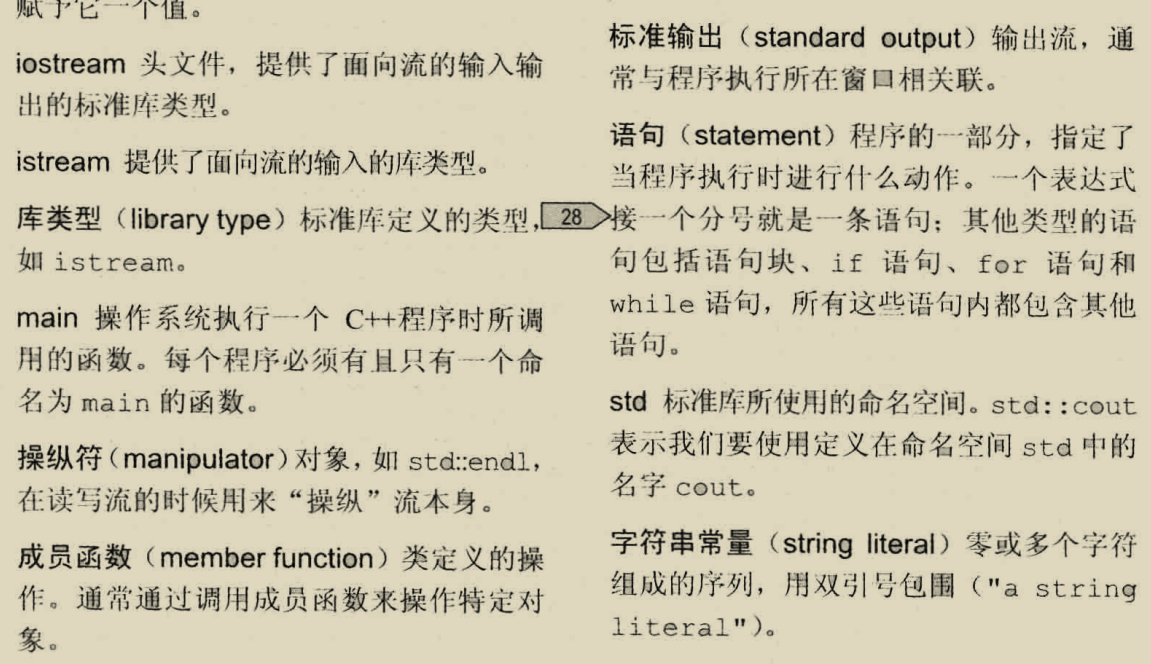 赋予它一个值。
iostream 头文件，提供了面向流的输入输
出的标准库类型。
istream 提供了面向流的输入的库类型。
库类型（library type）标准库定义的类型，
如 istream。
main 操作系统执行一个 C++程序时所调
用的函数。每个程序必须有且只有一个命
名为 main 的函数。
操纵符（manipulator）对象，如 std::endl，
在读写流的时候用来“操纵”流本身。
成员函数（member function）类定义的操
作。通常通过调用成员函数来操作特定对
象。
标准输出（standard output）输出流，通
常与程序执行所在窗口相关联。
语句（statement）程序的一部分，指定了
当程序执行时进行什么动作。一个表达式
28
接一个分号就是一条语句；其他类型的语
句包括语句块、if 语句、for 语句和
while 语句，所有这些语句内都包含其他
语句。
std 标准库所使用的命名空间。std::cout
表示我们要使用定义在命名空间 std 中的
名字 cout。
字符串常量（string literal）零或多个字符
组成的序列，用双引号包围（"a string
literal"）。